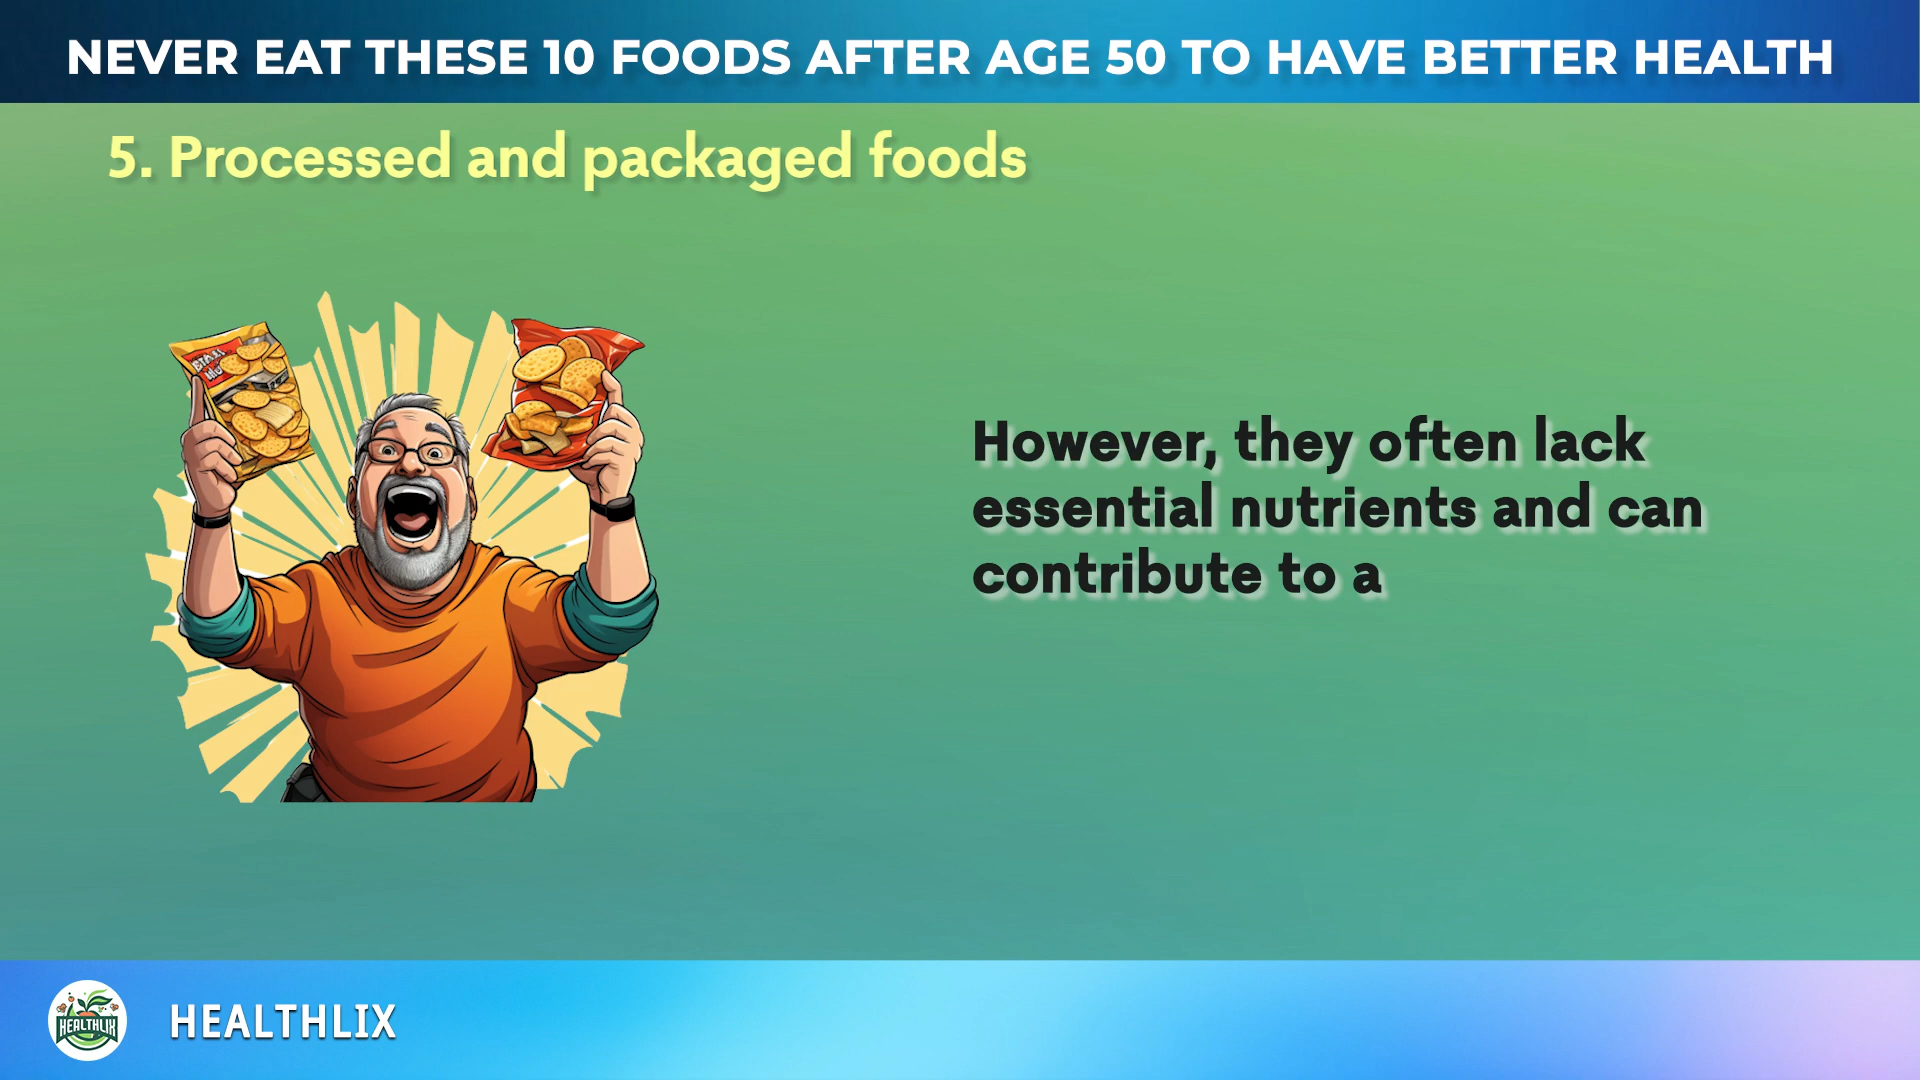 NEVER EAT THESE 10 FOODS AFTER AGE 50 TO HAVE BETTER HEALTH
5. Processed and packaged foods
However, they often lack
essential nutrients and can
contribute to a
HEALTHLIX
HEALTHLIX